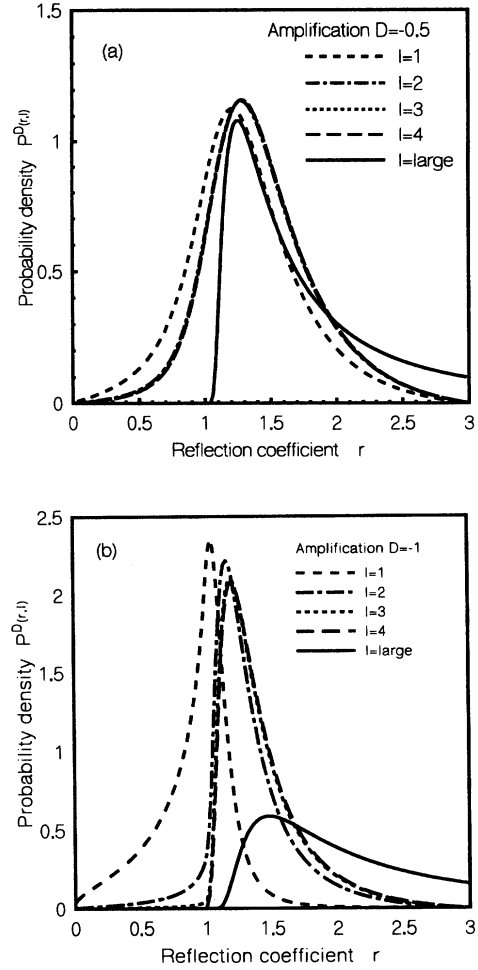 1.5
(a)
Amplification D=-0.5
l=1
l=2
l=3
l=4
l=large
1
0.5
0
Probability density P^D(r,l)
0 0.5 1 1.5 2 2.5 3
Reflection coefficient r
2.5
(b)
Amplification D=-1
l=1
l=2
l=3
l=4
l=large
2
1.5
1
0.5
0
Probability density P^D(r,l)
0 0.5 1 1.5 2 2.5 3
Reflection coefficient r